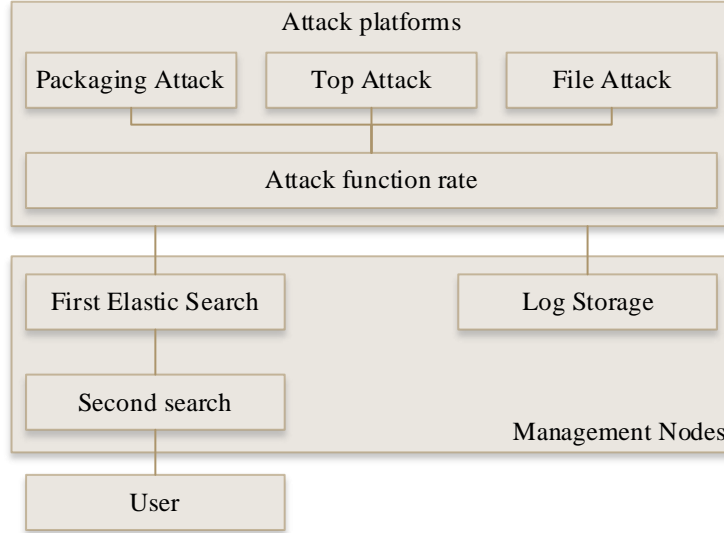 Attack platforms
Packaging Attack
Top Attack
File Attack
Attack function rate
First Elastic Search
Log Storage
Second search
Management Nodes
User